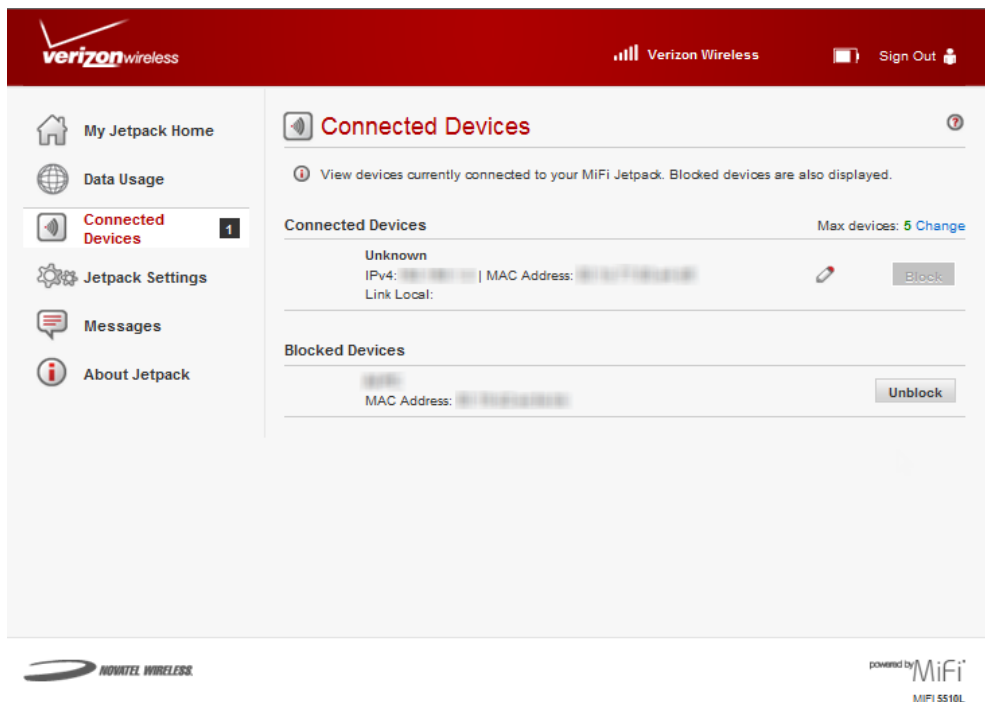 verizonwireless
Verizon Wireless
Sign Out
My Jetpack Home
Data Usage
Connected
Devices
1
Jetpack Settings
Messages
About Jetpack
Connected Devices
?
View devices currently connected to your MiFi Jetpack. Blocked devices are also displayed.
Connected Devices
Max devices: 5 Change
Unknown
IPv4: | MAC Address:
Link Local:
Block
Blocked Devices
MAC Address:
Unblock
NOVATEL WIRELESS.
powered by MiFi
MIFI 5510L